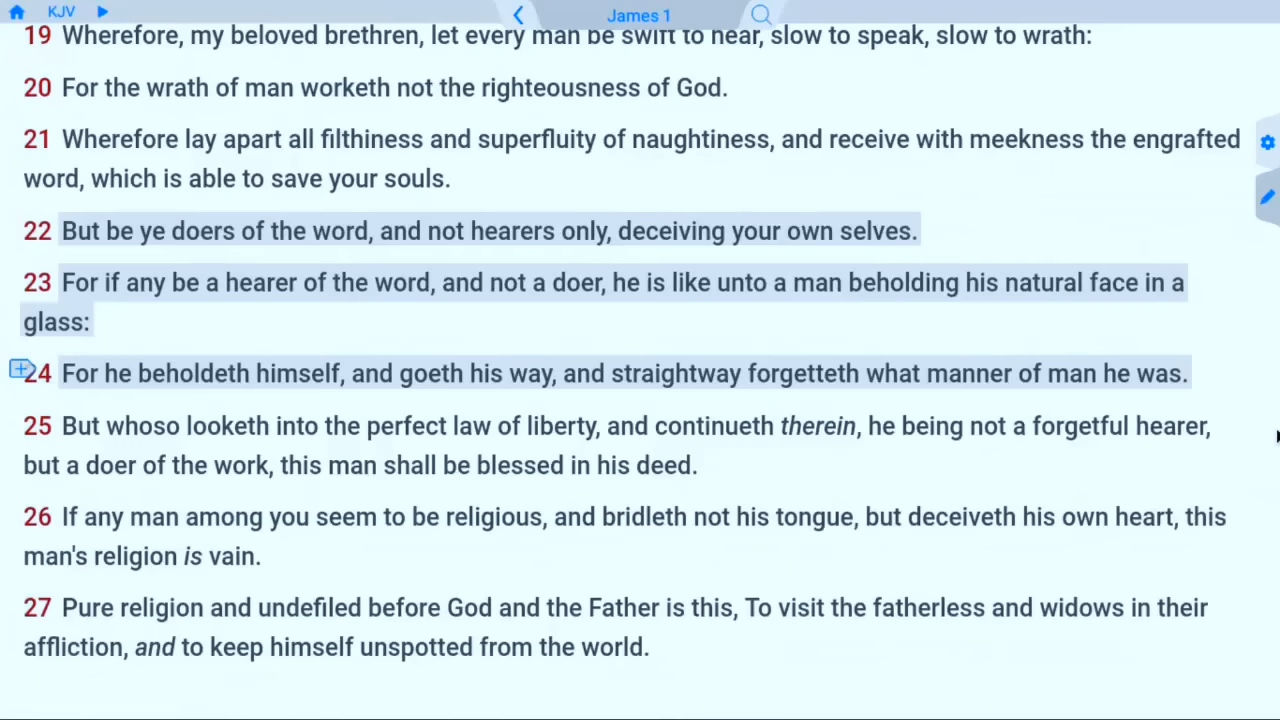 KJV
James 1
19 Wherefore, my beloved brethren, let every man be swift to hear, slow to speak, slow to wrath:
20 For the wrath of man worketh not the righteousness of God.
21 Wherefore lay apart all filthiness and superfluity of naughtiness, and receive with meekness the engrafted
word, which is able to save your souls.
22 But be ye doers of the word, and not hearers only, deceiving your own selves.
23 For if any be a hearer of the word, and not a doer, he is like unto a man beholding his natural face in a
glass:
24 For he beholdeth himself, and goeth his way, and straightway forgetteth what manner of man he was.
25 But whoso looketh into the perfect law of liberty, and continueth therein, he being not a forgetful hearer,
but a doer of the work, this man shall be blessed in his deed.
26 If any man among you seem to be religious, and bridleth not his tongue, but deceiveth his own heart, this
man's religion is vain.
27 Pure religion and undefiled before God and the Father is this, To visit the fatherless and widows in their
affliction, and to keep himself unspotted from the world.